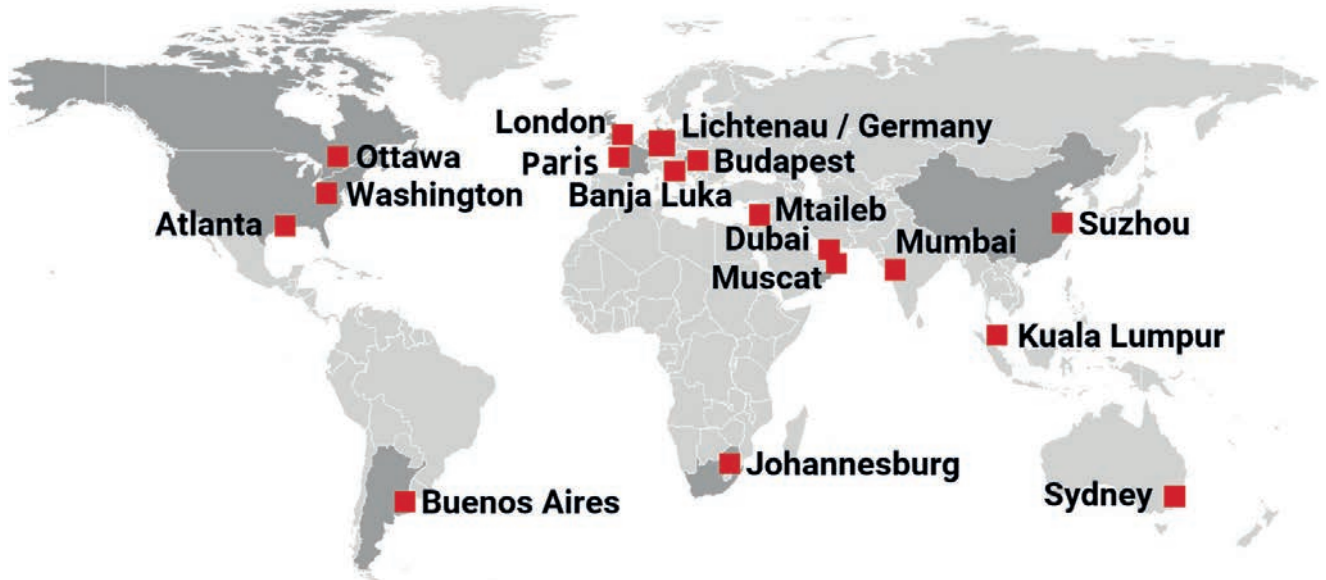 London
Lichtenau / Germany
Ottawa
Paris
Budapest
Washington
Banja Luka
Mtaileb
Atlanta
Dubai
Mumbai
Suzhou
Muscat
Kuala Lumpur
Johannesburg
Buenos Aires
Sydney